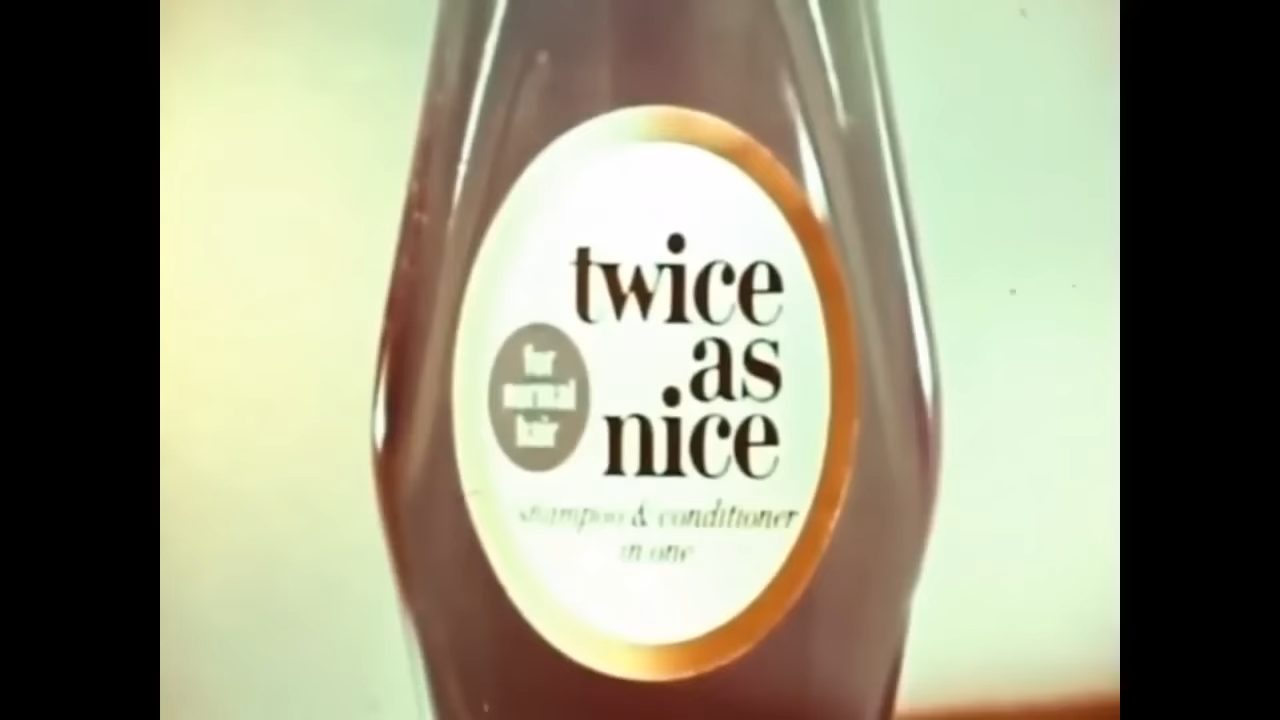 twice
as
nice
for
normal
hair
shampoo & conditioner
in one